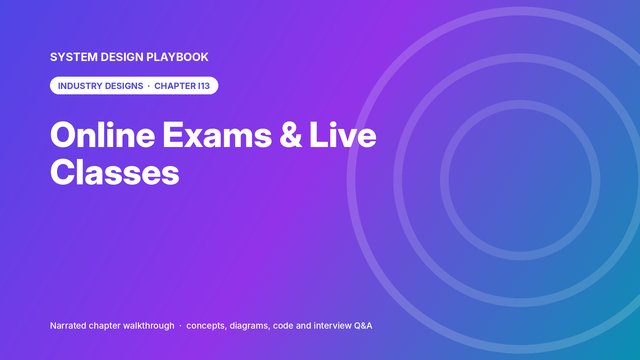 SYSTEM DESIGN PLAYBOOK
INDUSTRY DESIGNS · CHAPTER I13
Online Exams & Live
Classes
Narrated chapter walkthrough · concepts, diagrams, code and interview Q&A